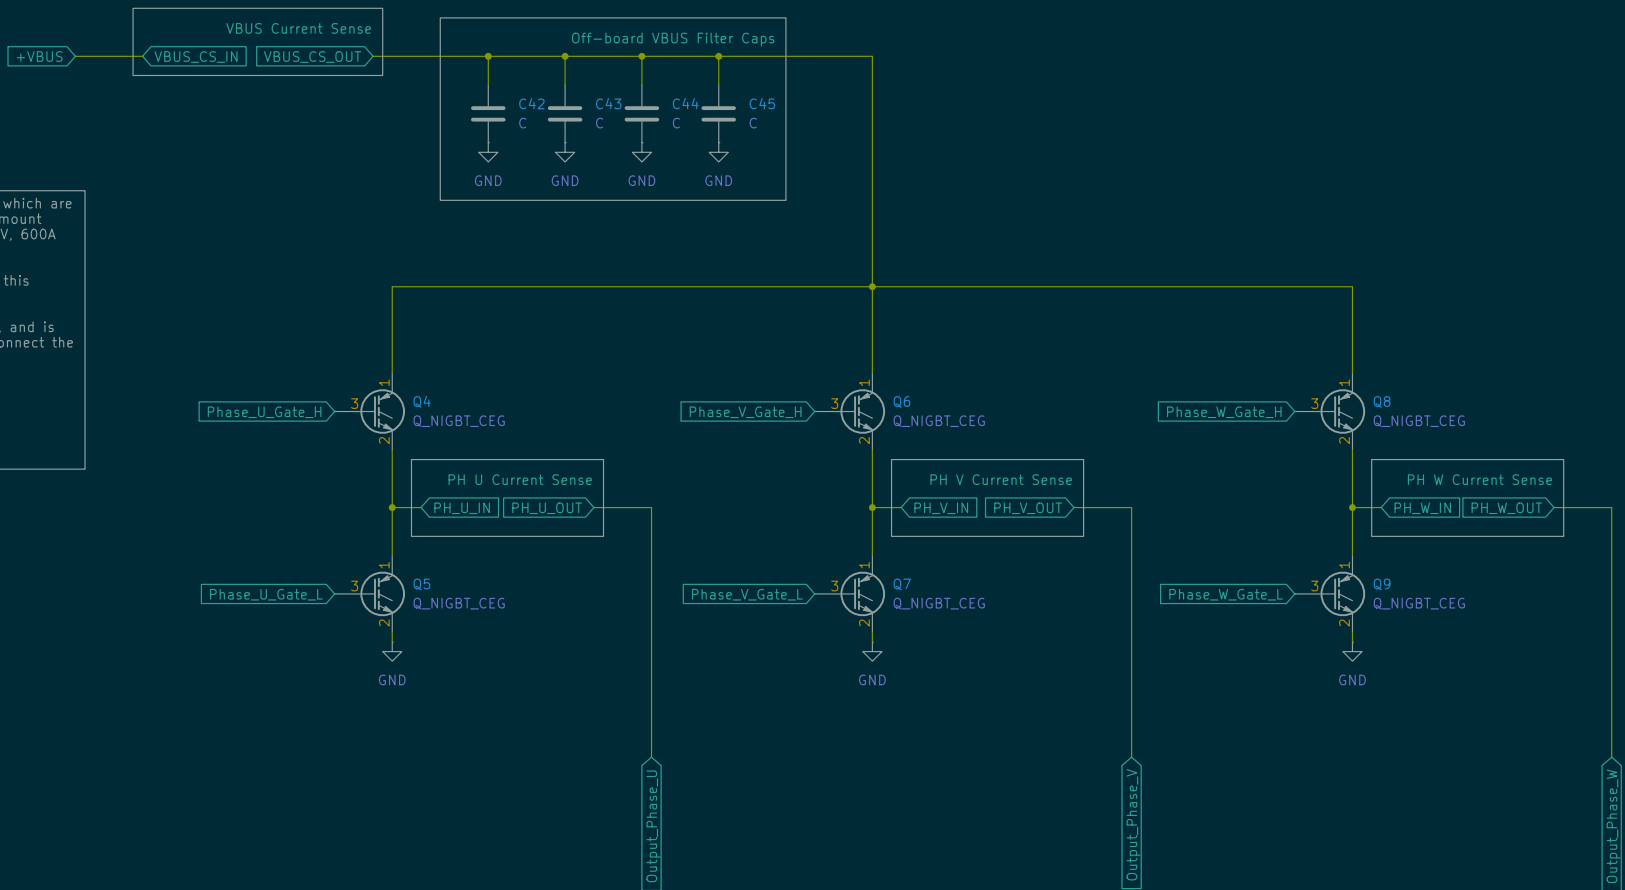 VBUS Current Sense
+VBUS
VBUS_CS_IN
VBUS_CS_OUT
Off-board VBUS Filter Caps
C42
C
C43
C
C44
C
C45
C
GND
GND
GND
GND
which are
mount
V, 600A
this
and is
onnect the
Phase_U_Gate_H
3
1
2
Q4
Q_NIGBT_CEG
Phase_V_Gate_H
3
1
2
Q6
Q_NIGBT_CEG
Phase_W_Gate_H
3
1
2
Q8
Q_NIGBT_CEG
PH U Current Sense
PH_U_IN
PH_U_OUT
PH V Current Sense
PH_V_IN
PH_V_OUT
PH W Current Sense
PH_W_IN
PH_W_OUT
Phase_U_Gate_L
3
1
2
Q5
Q_NIGBT_CEG
Phase_V_Gate_L
3
1
2
Q7
Q_NIGBT_CEG
Phase_W_Gate_L
3
1
2
Q9
Q_NIGBT_CEG
GND
GND
GND
Output_Phase_U
Output_Phase_V
Output_Phase_W